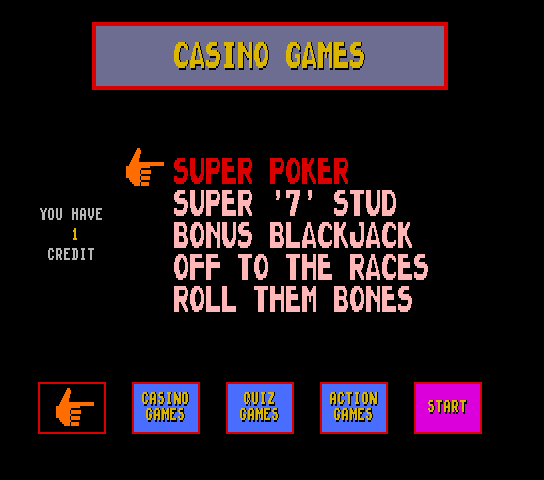 CASINO GAMES
SUPER POKER
SUPER '7' STUD
BONUS BLACKJACK
OFF TO THE RACES
ROLL THEM BONES
YOU HAVE
1
CREDIT
CASINO
GAMES
QUIZ
GAMES
ACTION
GAMES
START